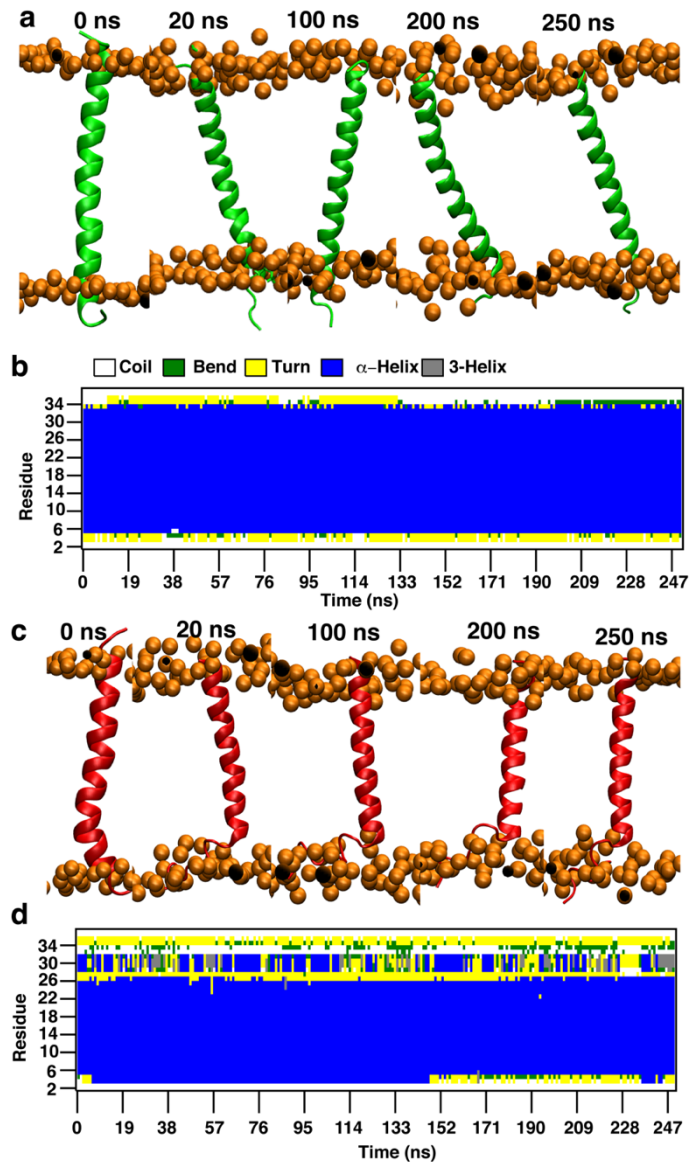 a
0 ns 20 ns 100 ns 200 ns 250 ns
b
Coil Bend Turn α–Helix 3-Helix
34
30
26
22
18
14
10
6
2
Residue
0 19 38 57 76 95 114 133 152 171 190 209 228 247
Time (ns)
c
0 ns 20 ns 100 ns 200 ns 250 ns
d
34
30
26
22
18
14
10
6
2
Residue
0 19 38 57 76 95 114 133 152 171 190 209 228 247
Time (ns)